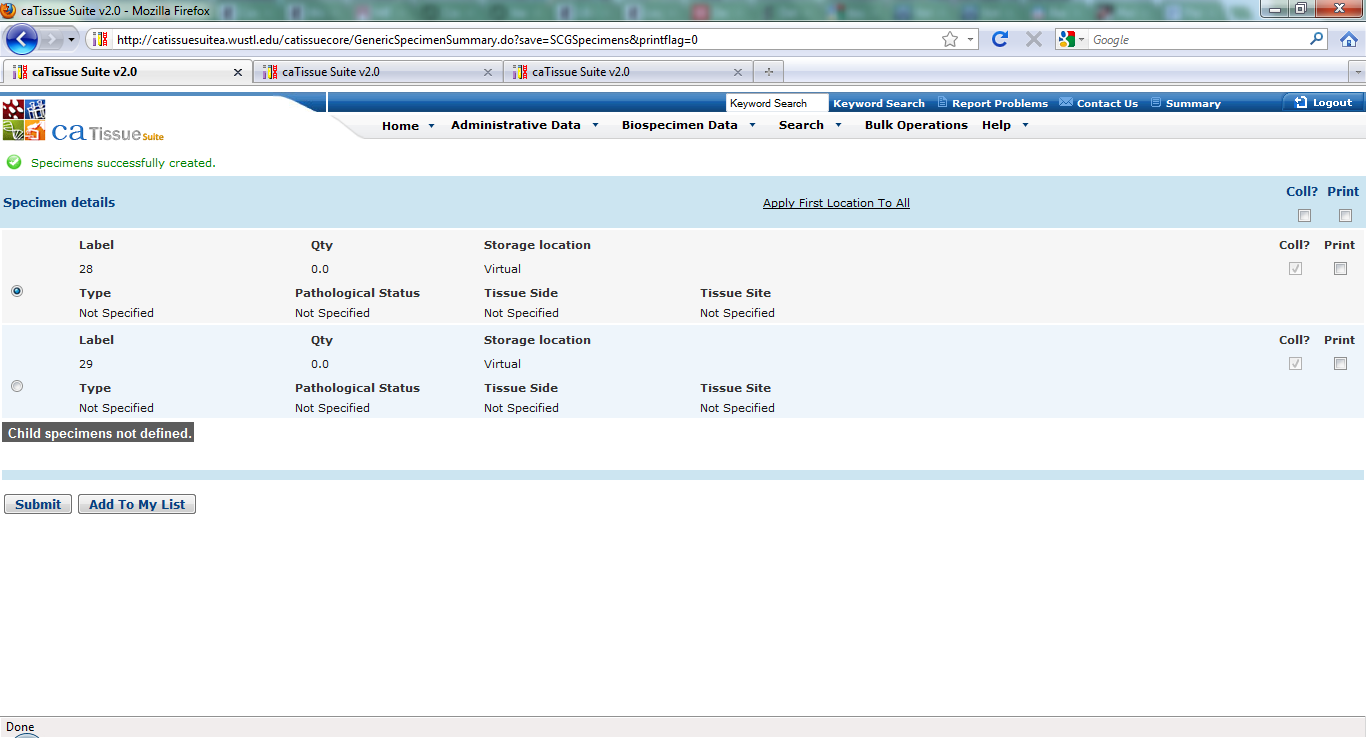 caTissue Suite v2.0 - Mozilla Firefox
http://catissuesuitea.wustl.edu/catissuecore/GenericSpecimenSummary.do?save=SCGSpecimens&printflag=0
Google
caTissue Suite v2.0
caTissue Suite v2.0
caTissue Suite v2.0
Keyword Search Keyword Search Report Problems Contact Us Summary Logout
ca Tissue Suite
Home Administrative Data Biospecimen Data Search Bulk Operations Help
Specimens successfully created.
Specimen details Apply First Location To All Coll? Print
Label Qty Storage location Coll? Print
28 0.0 Virtual
Type Pathological Status Tissue Side Tissue Site
Not Specified Not Specified Not Specified Not Specified
Label Qty Storage location Coll? Print
29 0.0 Virtual
Type Pathological Status Tissue Side Tissue Site
Not Specified Not Specified Not Specified Not Specified
Child specimens not defined.
Submit Add To My List
Done